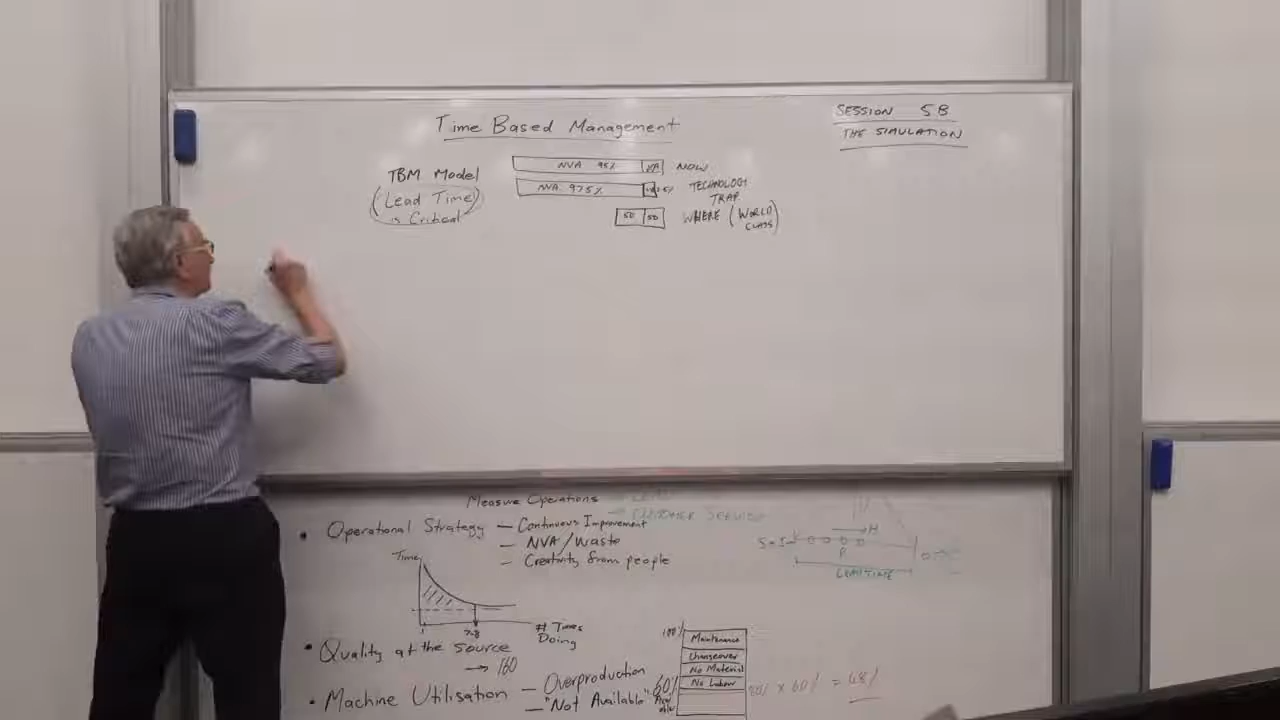 Time Based Management
SESSION 5B
THE SIMULATION
TBM Model
(Lead Time)
is Critical
NVA 95%
VA
NOW
NVA 97.5%
2.5%
TECHNOLOGY
TRAP
50 50
WHERE (WORLD
CLASS)
Measure Operations
CUSTOMER SERVICE
• Operational Strategy — Continuous Improvement
— NVA/Waste
— Creativity from people
Time
1
7-8
# Times
Doing
H
P
LEAD TIME
• Quality at the source
→ 160
• Machine Utilisation — Overproduction
— "Not Available"
100%
Maintenance
Changeover
No Material
No Labour
60%
Available
80% x 60% = 48%